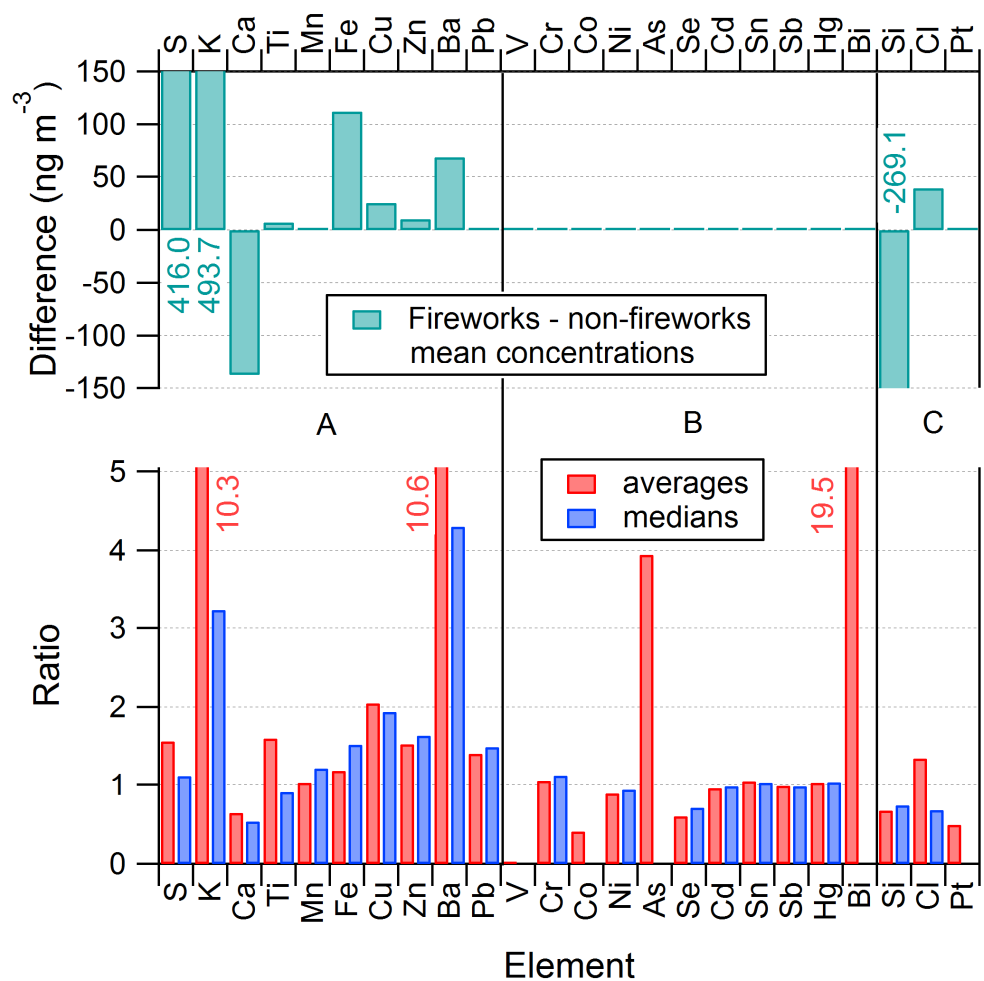 S K Ca Ti Mn Fe Cu Zn Ba Pb V Cr Co Ni As Se Cd Sn Sb Hg Bi Si Cl Pt
Difference (ng m-3)
150
100
50
0
-50
-100
-150
416.0
493.7
-269.1
Fireworks - non-fireworks
mean concentrations
A B C
Ratio
5
4
3
2
1
0
10.3
10.6
19.5
averages
medians
S K Ca Ti Mn Fe Cu Zn Ba Pb V Cr Co Ni As Se Cd Sn Sb Hg Bi Si Cl Pt
Element